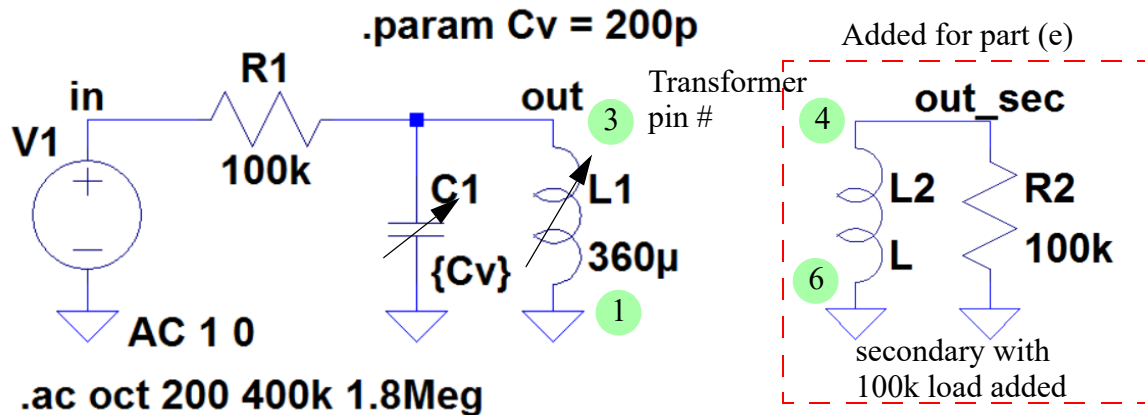 .param Cv = 200p
Added for part (e)
R1
in
out
3
Transformer
pin #
4
out_sec
V1
100k
C1
L1
L2
R2
{Cv}
360µ
L
100k
1
6
AC 1 0
secondary with
100k load added
.ac oct 200 400k 1.8Meg